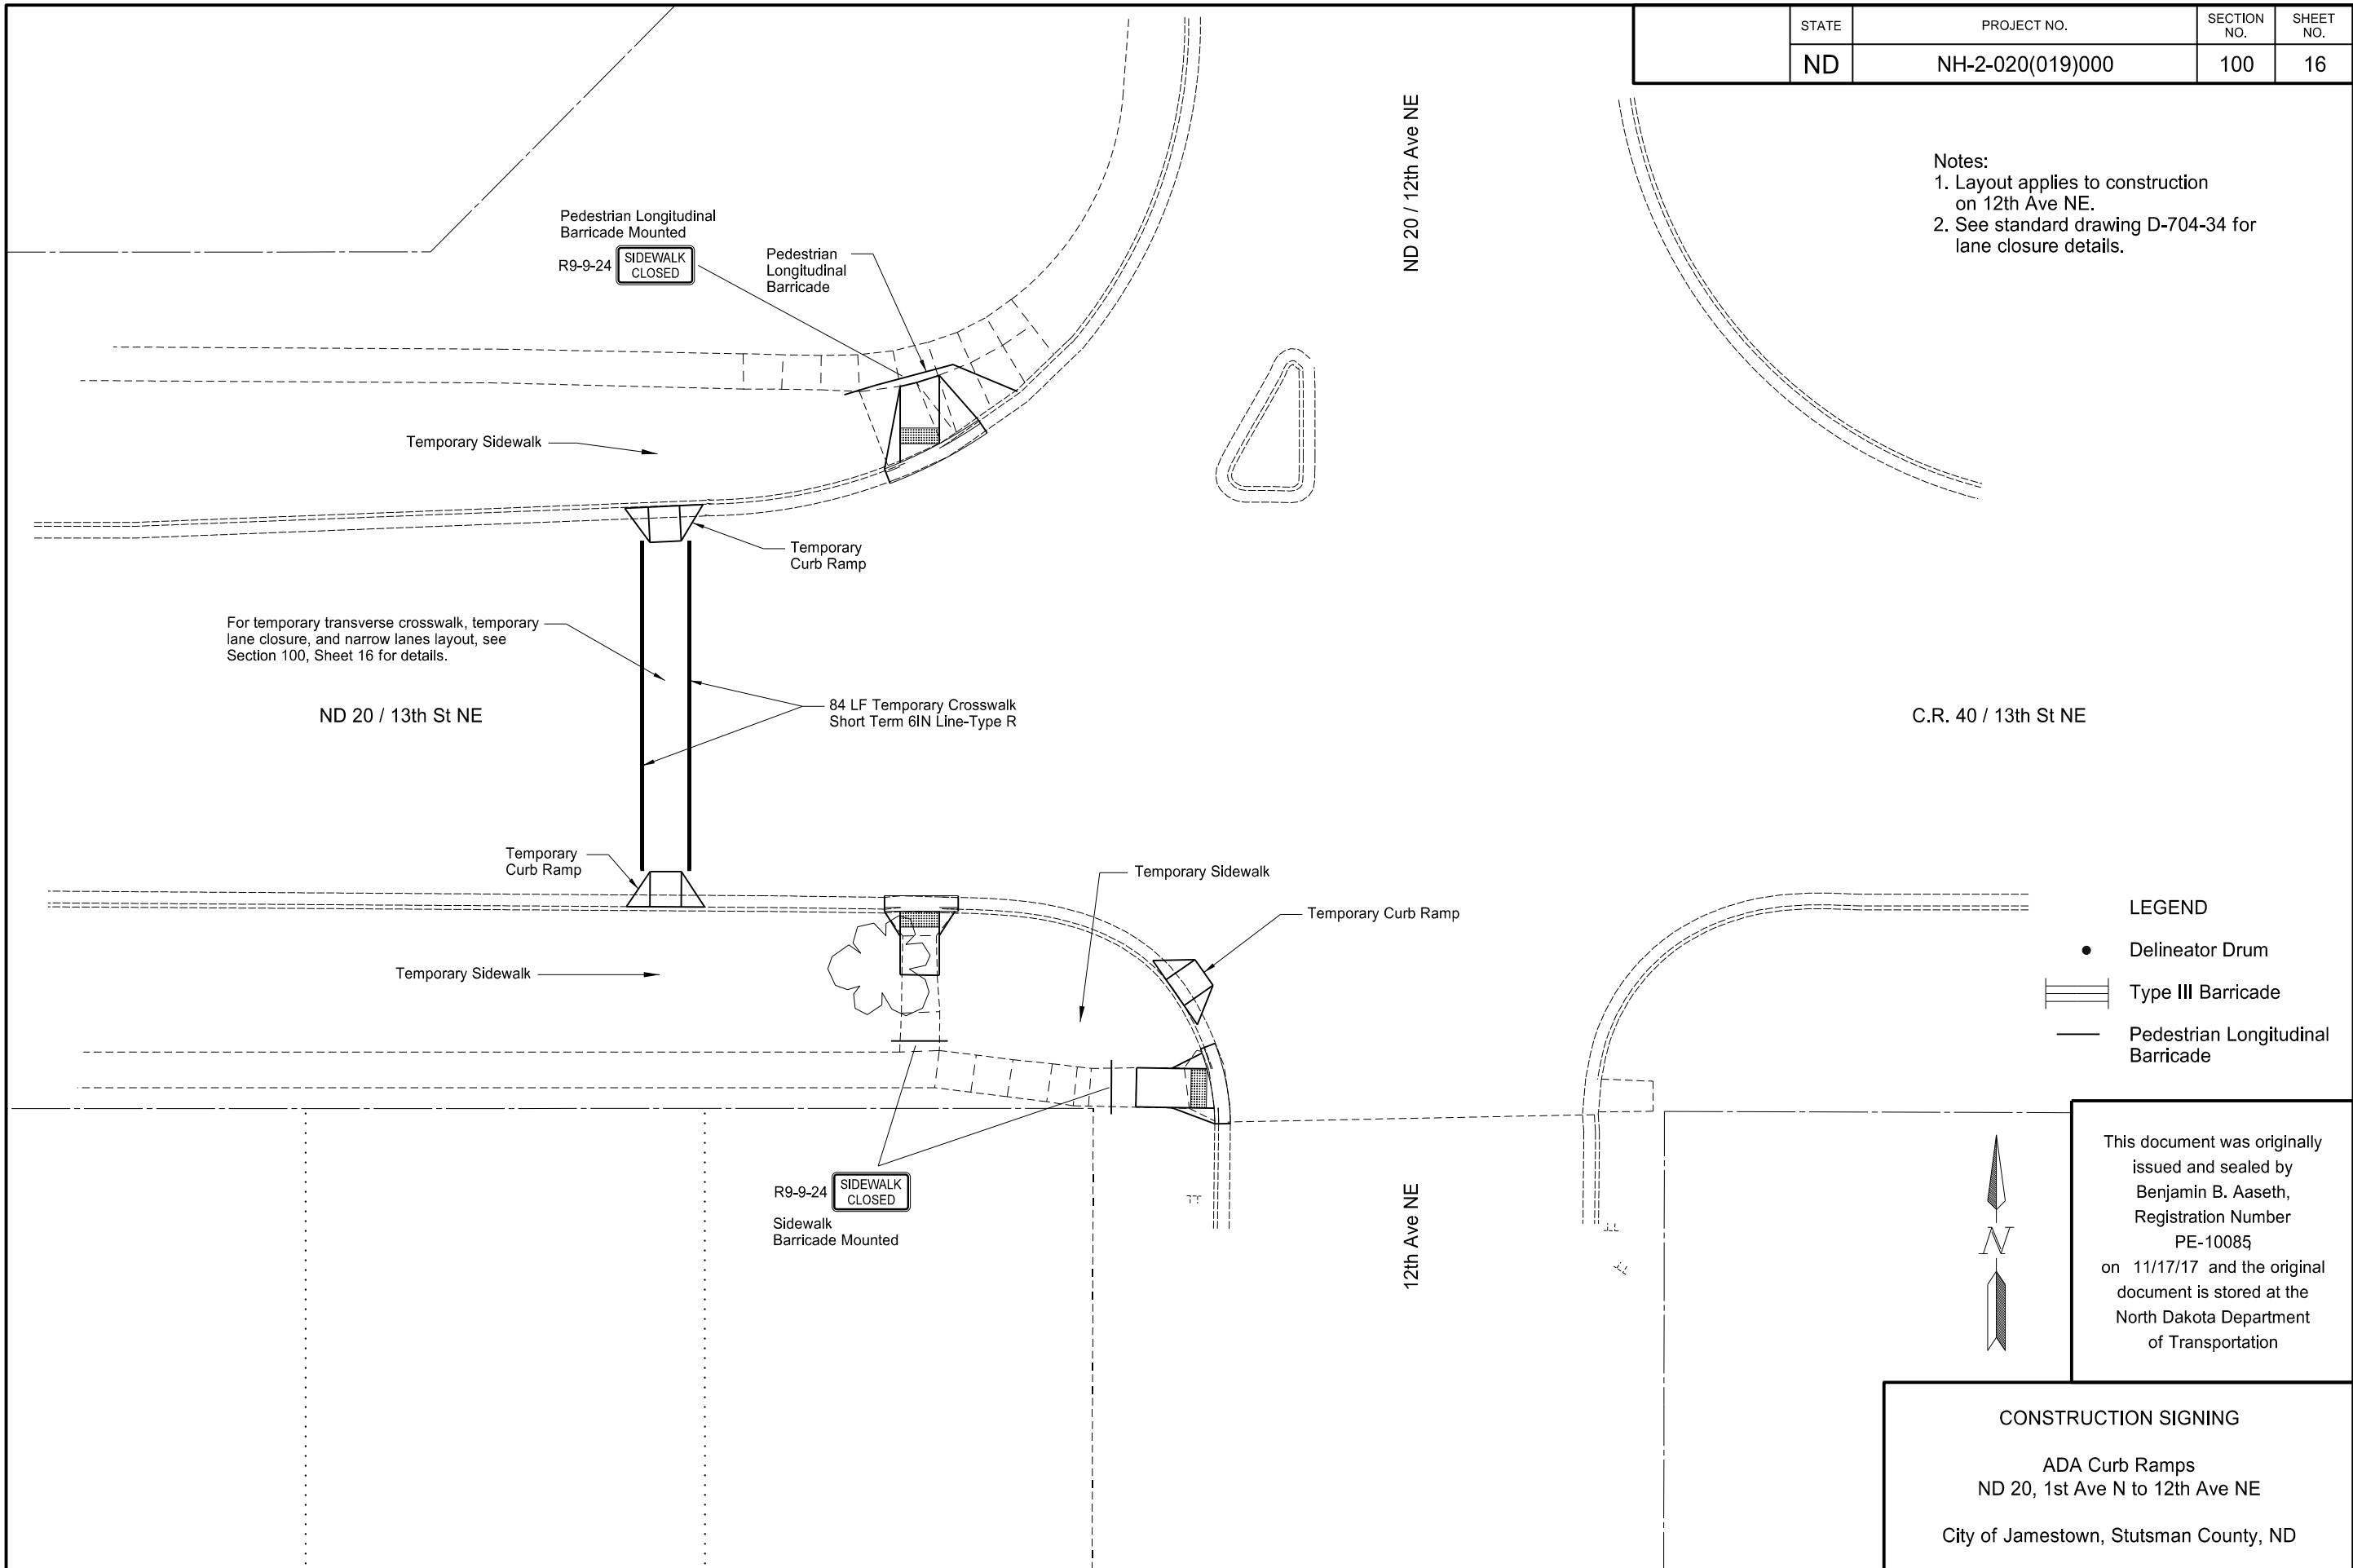 STATE
PROJECT NO.
SECTION NO.
SHEET NO.
ND
NH-2-020(019)000
100
16
Notes:
1. Layout applies to construction
on 12th Ave NE.
2. See standard drawing D-704-34 for
lane closure details.
ND 20 / 12th Ave NE
Pedestrian Longitudinal
Barricade Mounted
R9-9-24
SIDEWALK
CLOSED
Pedestrian
Longitudinal
Barricade
Temporary Sidewalk
Temporary
Curb Ramp
For temporary transverse crosswalk, temporary
lane closure, and narrow lanes layout, see
Section 100, Sheet 16 for details.
ND 20 / 13th St NE
84 LF Temporary Crosswalk
Short Term 6IN Line-Type R
C.R. 40 / 13th St NE
Temporary
Curb Ramp
Temporary Sidewalk
Temporary Curb Ramp
Temporary Sidewalk
LEGEND
Delineator Drum
Type III Barricade
Pedestrian Longitudinal
Barricade
R9-9-24
SIDEWALK
CLOSED
Sidewalk
Barricade Mounted
12th Ave NE
N
This document was originally
issued and sealed by
Benjamin B. Aaseth,
Registration Number
PE-10085,
on 11/17/17 and the original
document is stored at the
North Dakota Department
of Transportation
CONSTRUCTION SIGNING
ADA Curb Ramps
ND 20, 1st Ave N to 12th Ave NE
City of Jamestown, Stutsman County, ND